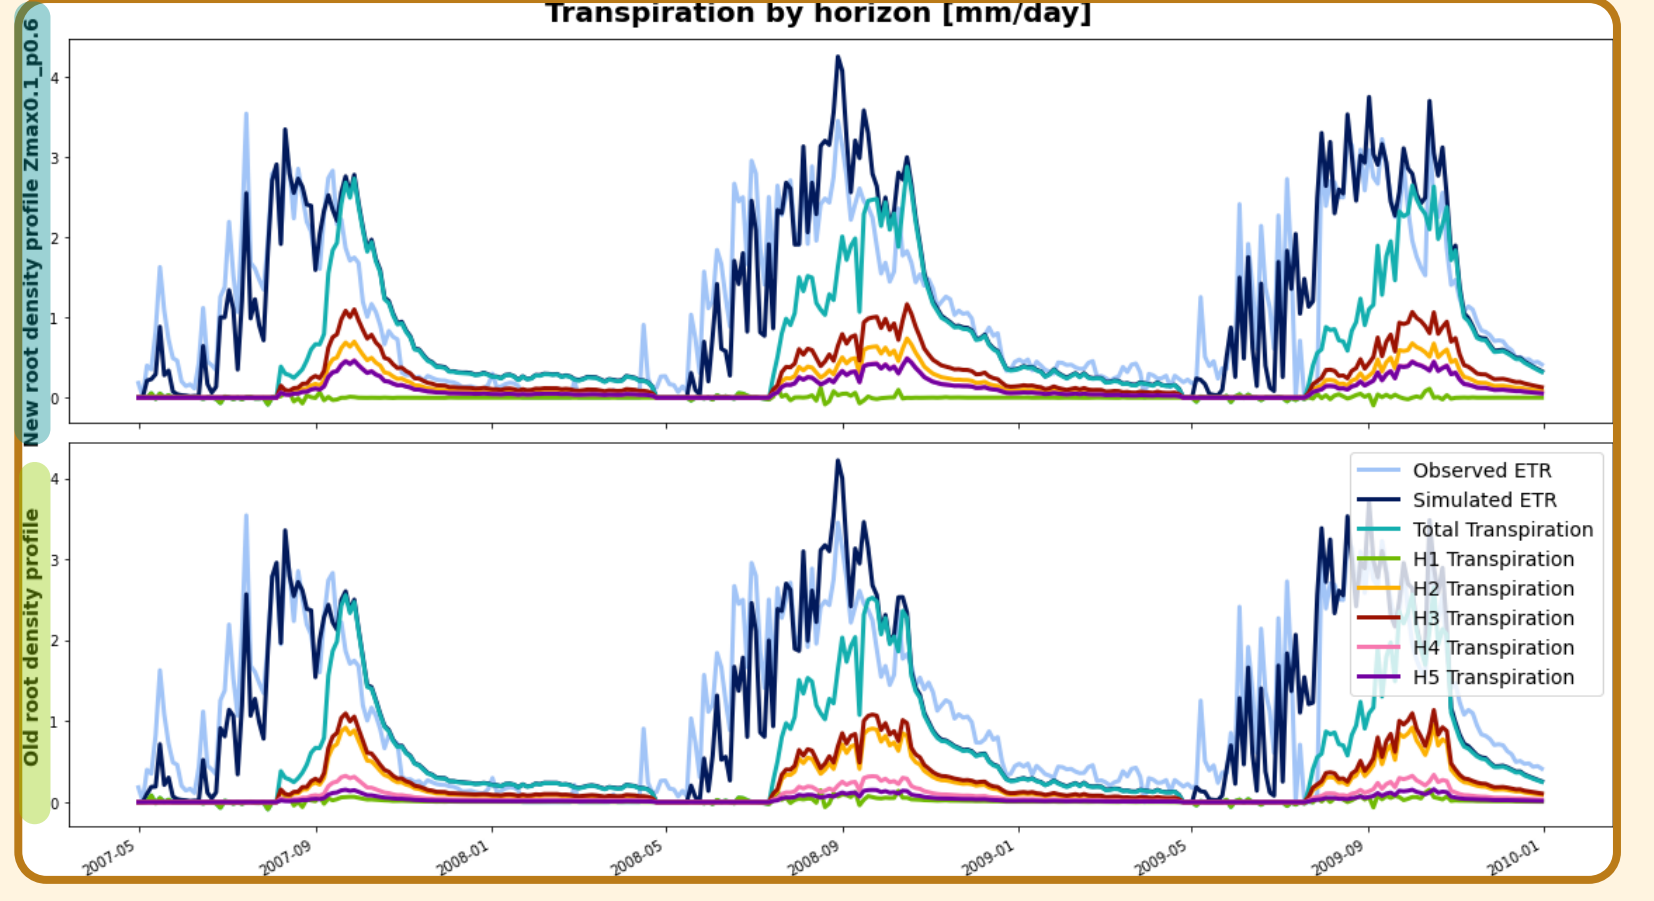 Transpiration by horizon [mm/day]
New root density profile Zmax0.1_p0.6
4
3
2
1
0
Old root density profile
4
3
2
1
0
Observed ETR
Simulated ETR
Total Transpiration
H1 Transpiration
H2 Transpiration
H3 Transpiration
H4 Transpiration
H5 Transpiration
2007-05 2007-09 2008-01 2008-05 2008-09 2009-01 2009-05 2009-09 2010-01